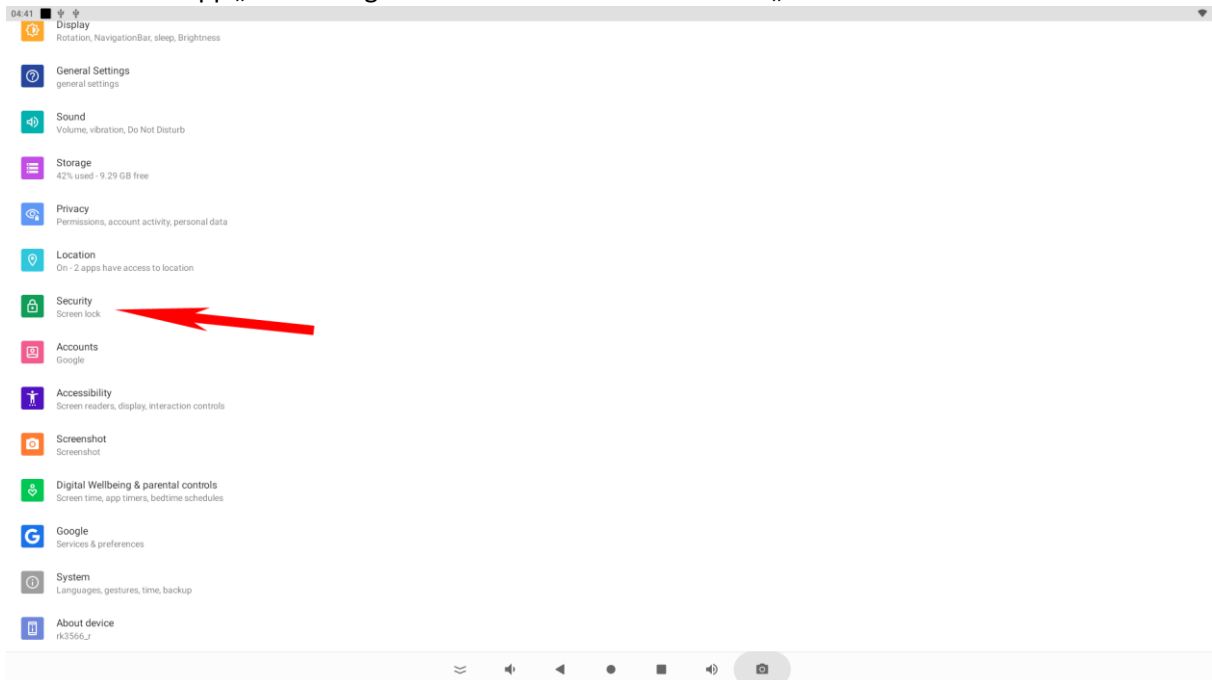 04:41
Display
Rotation, NavigationBar, sleep, Brightness
General Settings
general settings
Sound
Volume, vibration, Do Not Disturb
Storage
42% used - 9.29 GB free
Privacy
Permissions, account activity, personal data
Location
On - 2 apps have access to location
Security
Screen lock
Accounts
Google
Accessibility
Screen readers, display, interaction controls
Screenshot
Screenshot
Digital Wellbeing & parental controls
Screen time, app timers, bedtime schedules
Google
Services & preferences
System
Languages, gestures, time, backup
About device
rk3566_r